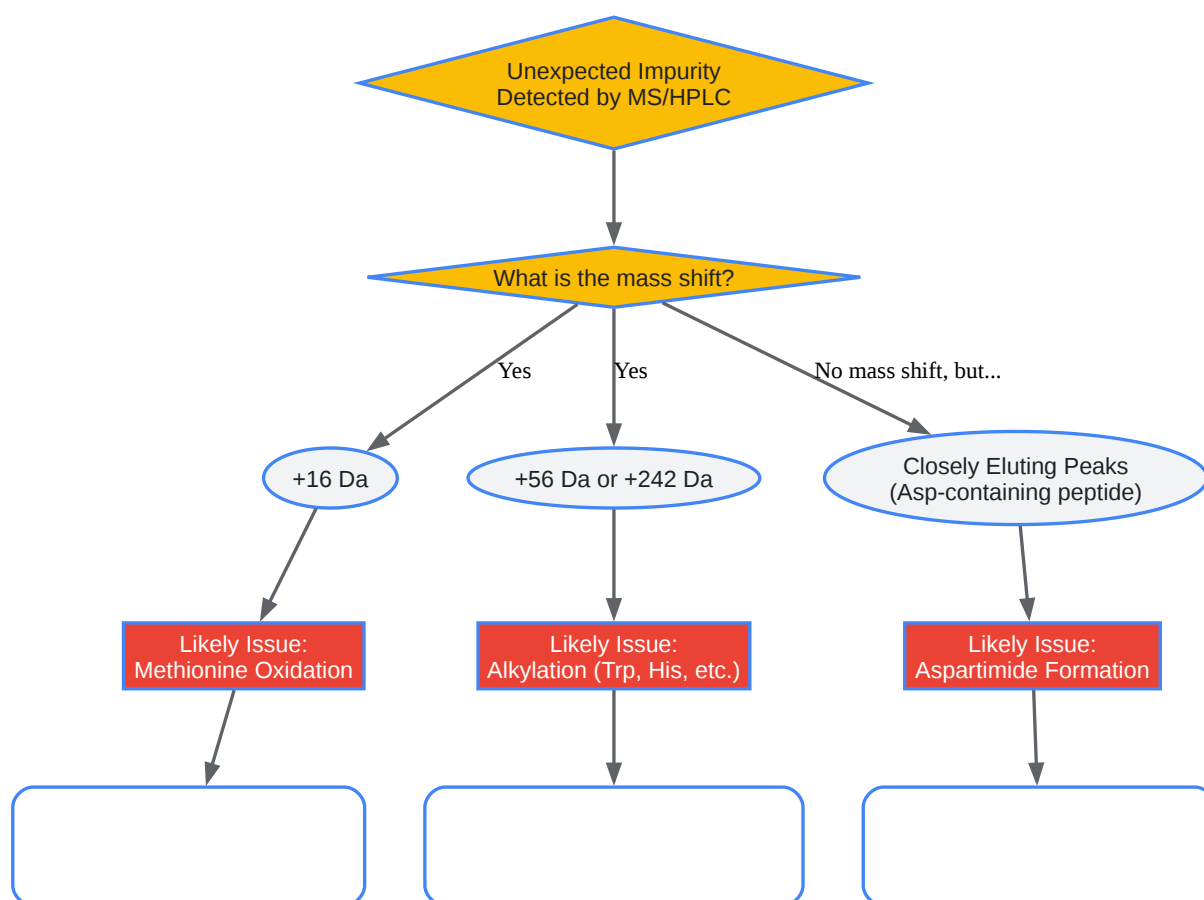 Unexpected Impurity
Detected by MS/HPLC
What is the mass shift?
Yes
Yes
No mass shift, but...
+16 Da
+56 Da or +242 Da
Closely Eluting Peaks
(Asp-containing peptide)
Likely Issue:
Methionine Oxidation
Likely Issue:
Alkylation (Trp, His, etc.)
Likely Issue:
Aspartimide Formation